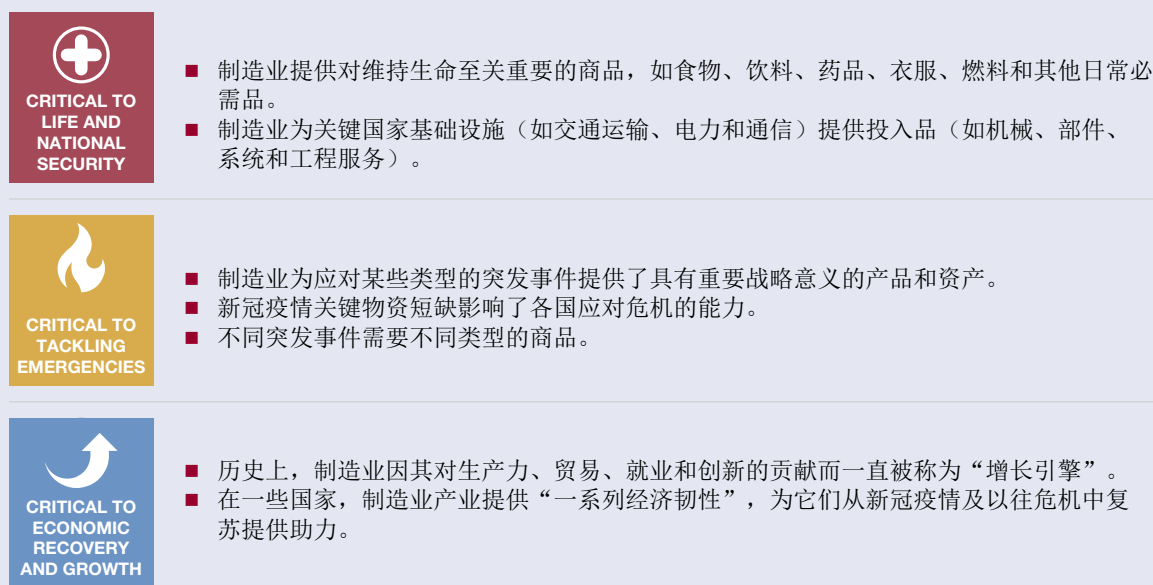 CRITICAL TO
LIFE AND
NATIONAL
SECURITY
■ 制造业提供对维持生命至关重要的商品，如食物、饮料、药品、衣服、燃料和其他日常必
需品。
■ 制造业为关键国家基础设施（如交通运输、电力和通信）提供投入品（如机械、部件、
系统和工程服务）。
CRITICAL TO
TACKLING
EMERGENCIES
■ 制造业为应对某些类型的突发事件提供了具有重要战略意义的产品和资产。
■ 新冠疫情关键物资短缺影响了各国应对危机的能力。
■ 不同突发事件需要不同类型的商品。
CRITICAL TO
ECONOMIC
RECOVERY
AND GROWTH
■ 历史上，制造业因其对生产力、贸易、就业和创新的贡献而一直被称为“增长引擎”。
■ 在一些国家，制造业产业提供“一系列经济韧性”，为它们从新冠疫情及以往危机中复
苏提供助力。